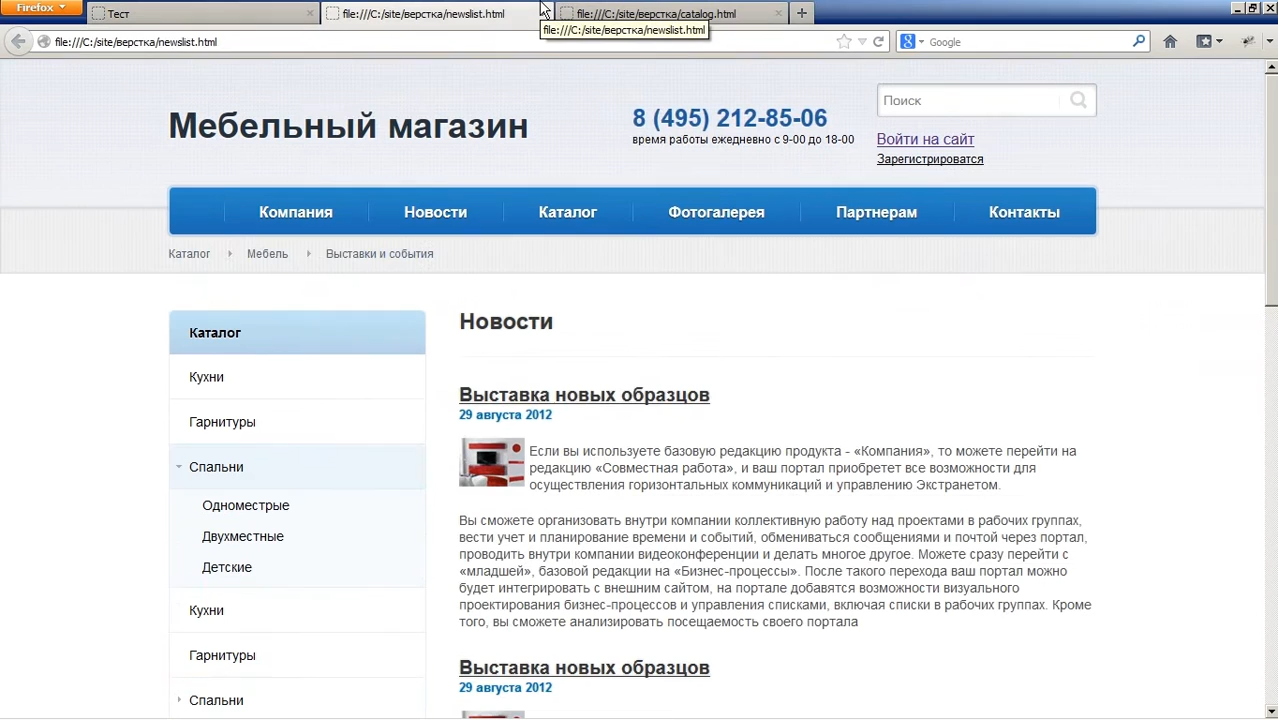 Firefox
Тест
file:///C:/site/верстка/newslist.html
file:///C:/site/верстка/catalog.html
file:///C:/site/верстка/newslist.html
file:///C:/site/верстка/newslist.html
Google
Мебельный магазин
8 (495) 212-85-06
время работы ежедневно с 9-00 до 18-00
Поиск
Войти на сайт
Зарегистрироватся
Компания
Новости
Каталог
Фотогалерея
Партнерам
Контакты
Каталог
Мебель
Выставки и события
Каталог
Кухни
Гарнитуры
Спальни
Одноместрые
Двухместные
Детские
Кухни
Гарнитуры
Спальни
Новости
Выставка новых образцов
29 августа 2012
Если вы используете базовую редакцию продукта - «Компания», то можете перейти на
редакцию «Совместная работа», и ваш портал приобретет все возможности для
осуществления горизонтальных коммуникаций и управлению Экстранетом.
Вы сможете организовать внутри компании коллективную работу над проектами в рабочих группах,
вести учет и планирование времени и событий, обмениваться сообщениями и почтой через портал,
проводить внутри компании видеоконференции и делать многое другое. Можете сразу перейти с
«младшей», базовой редакции на «Бизнес-процессы». После такого перехода ваш портал можно
будет интегрировать с внешним сайтом, на портале добавятся возможности визуального
проектирования бизнес-процессов и управления списками, включая списки в рабочих группах. Кроме
того, вы сможете анализировать посещаемость своего портала
Выставка новых образцов
29 августа 2012